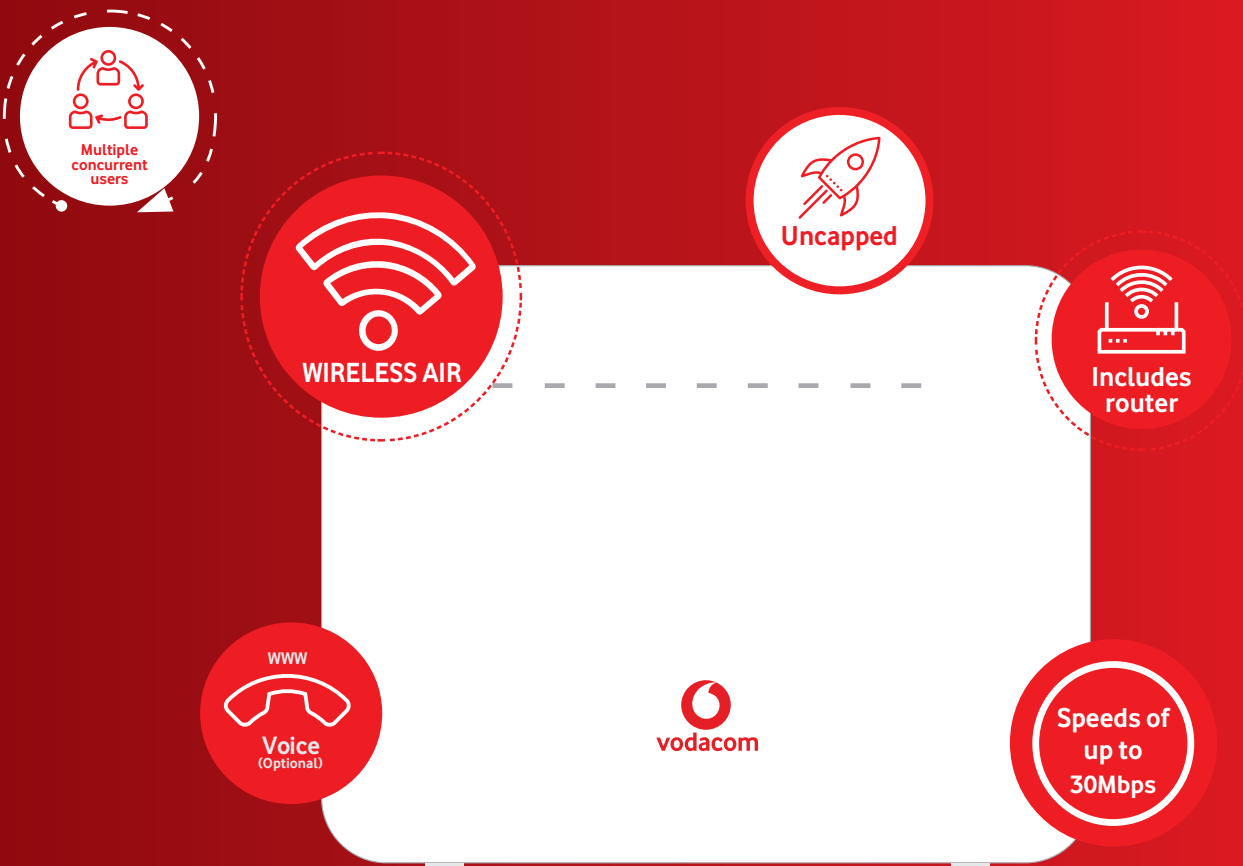 Multiple
concurrent
users
Uncapped
WIRELESS AIR
Includes
router
WWW
Voice
(Optional)
vodacom
Speeds of
up to
30Mbps